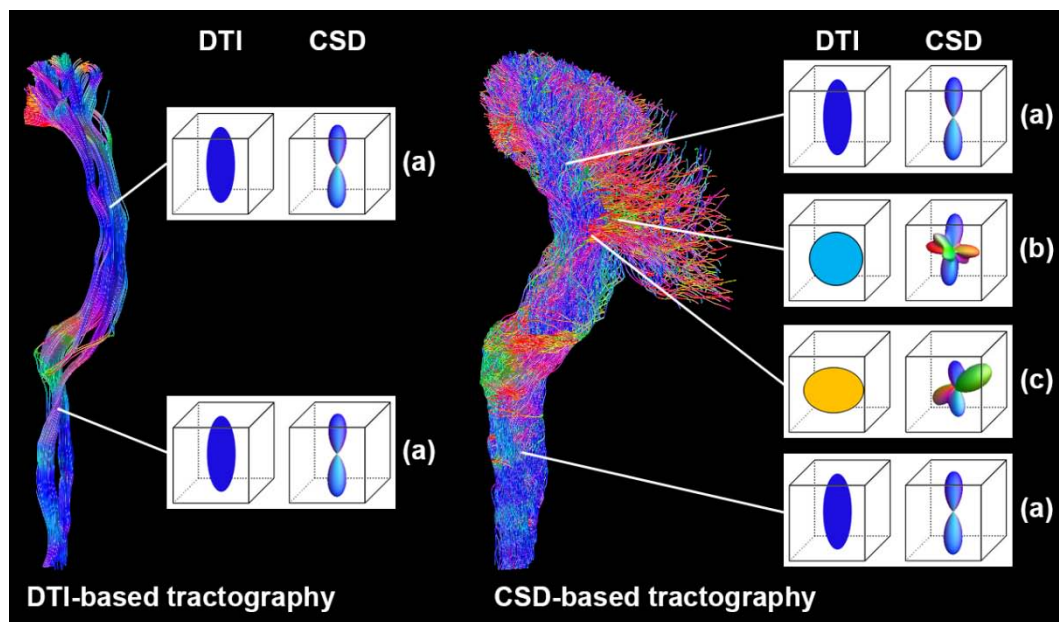 DTI CSD
DTI CSD
(a)
(a)
(a)
(b)
(c)
(a)
DTI-based tractography
CSD-based tractography